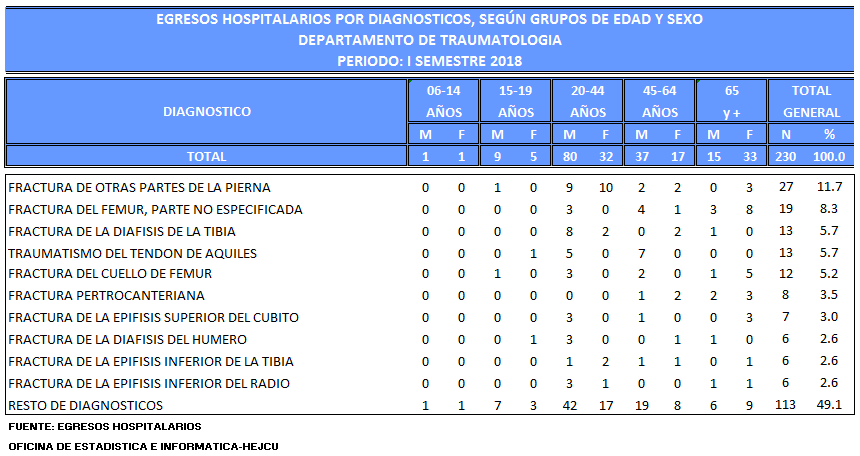 EGRESOS HOSPITALARIOS POR DIAGNOSTICOS, SEGÚN GRUPOS DE EDAD Y SEXO
DEPARTAMENTO DE TRAUMATOLOGIA
PERIODO: I SEMESTRE 2018
DIAGNOSTICO 06-14 AÑOS 15-19 AÑOS 20-44 AÑOS 45-64 AÑOS 65 y + TOTAL GENERAL
M F M F M F M F M F N %
TOTAL 1 1 9 5 80 32 37 17 15 33 230 100.0
FRACTURA DE OTRAS PARTES DE LA PIERNA 0 0 1 0 9 10 2 2 0 3 27 11.7
FRACTURA DEL FEMUR, PARTE NO ESPECIFICADA 0 0 0 0 3 0 4 1 3 8 19 8.3
FRACTURA DE LA DIAFISIS DE LA TIBIA 0 0 0 0 8 2 0 2 1 0 13 5.7
TRAUMATISMO DEL TENDON DE AQUILES 0 0 0 1 5 0 7 0 0 0 13 5.7
FRACTURA DEL CUELLO DE FEMUR 0 0 1 0 3 0 2 0 1 5 12 5.2
FRACTURA PERTROCANTERIANA 0 0 0 0 0 0 1 2 2 3 8 3.5
FRACTURA DE LA EPIFISIS SUPERIOR DEL CUBITO 0 0 0 0 3 0 1 0 0 3 7 3.0
FRACTURA DE LA DIAFISIS DEL HUMERO 0 0 0 1 3 0 0 1 1 0 6 2.6
FRACTURA DE LA EPIFISIS INFERIOR DE LA TIBIA 0 0 0 0 1 2 1 1 0 1 6 2.6
FRACTURA DE LA EPIFISIS INFERIOR DEL RADIO 0 0 0 0 3 1 0 0 1 1 6 2.6
RESTO DE DIAGNOSTICOS 1 1 7 3 42 17 19 8 6 9 113 49.1
FUENTE: EGRESOS HOSPITALARIOS
OFICINA DE ESTADISTICA E INFORMATICA-HEJCU